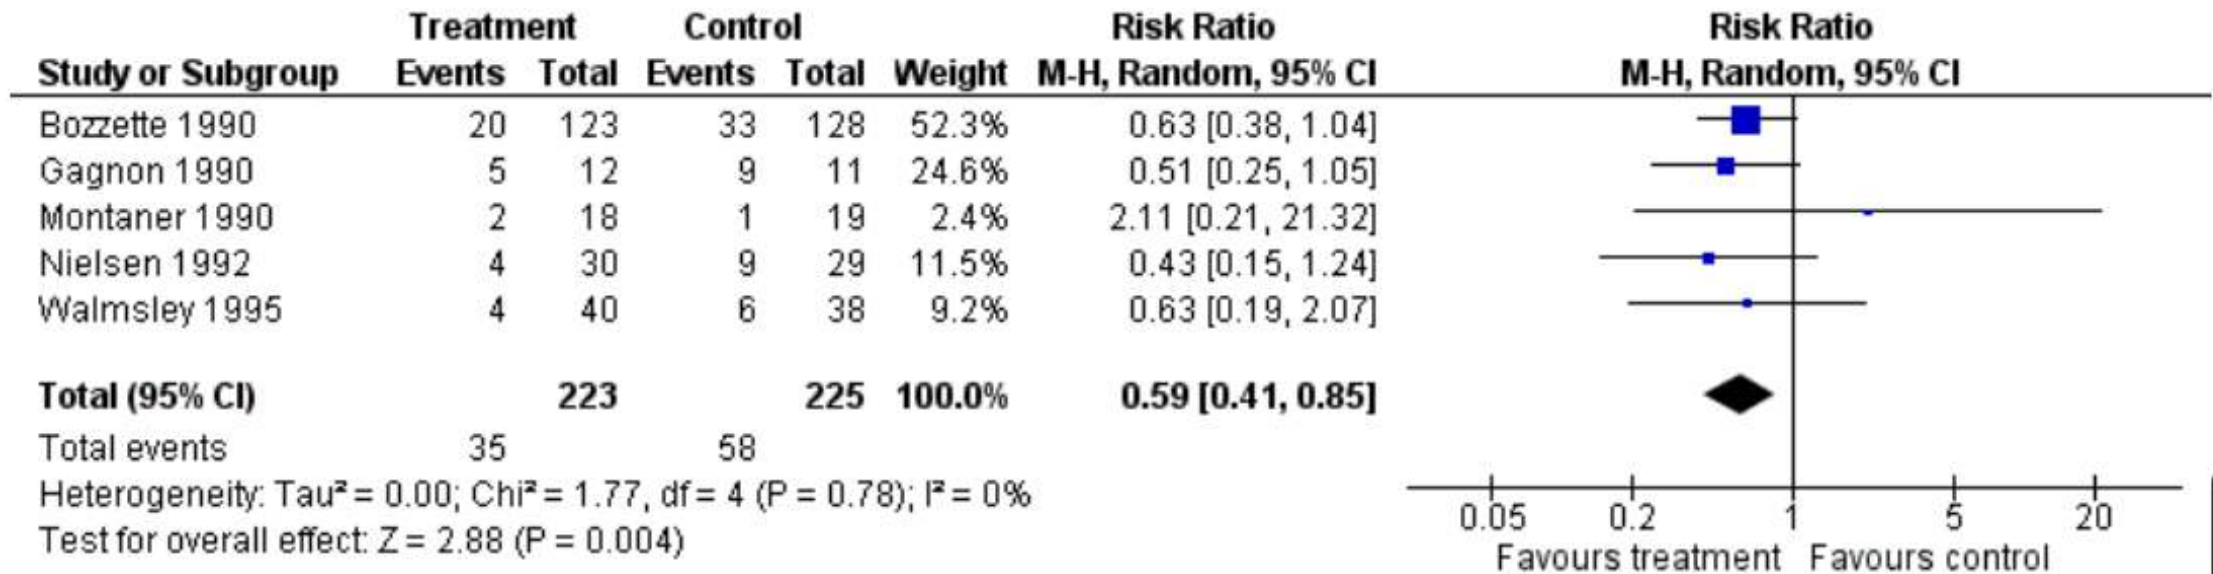 Treatment Control Risk Ratio Risk Ratio
Study or Subgroup Events Total Events Total Weight M-H, Random, 95% CI M-H, Random, 95% CI
Bozzette 1990 20 123 33 128 52.3% 0.63 [0.38, 1.04]
Gagnon 1990 5 12 9 11 24.6% 0.51 [0.25, 1.05]
Montaner 1990 2 18 1 19 2.4% 2.11 [0.21, 21.32]
Nielsen 1992 4 30 9 29 11.5% 0.43 [0.15, 1.24]
Walmsley 1995 4 40 6 38 9.2% 0.63 [0.19, 2.07]
Total (95% CI) 223 225 100.0% 0.59 [0.41, 0.85]
Total events 35 58
Heterogeneity: Tau² = 0.00; Chi² = 1.77, df = 4 (P = 0.78); I² = 0%
Test for overall effect: Z = 2.88 (P = 0.004)
0.05 0.2 1 5 20
Favours treatment Favours control